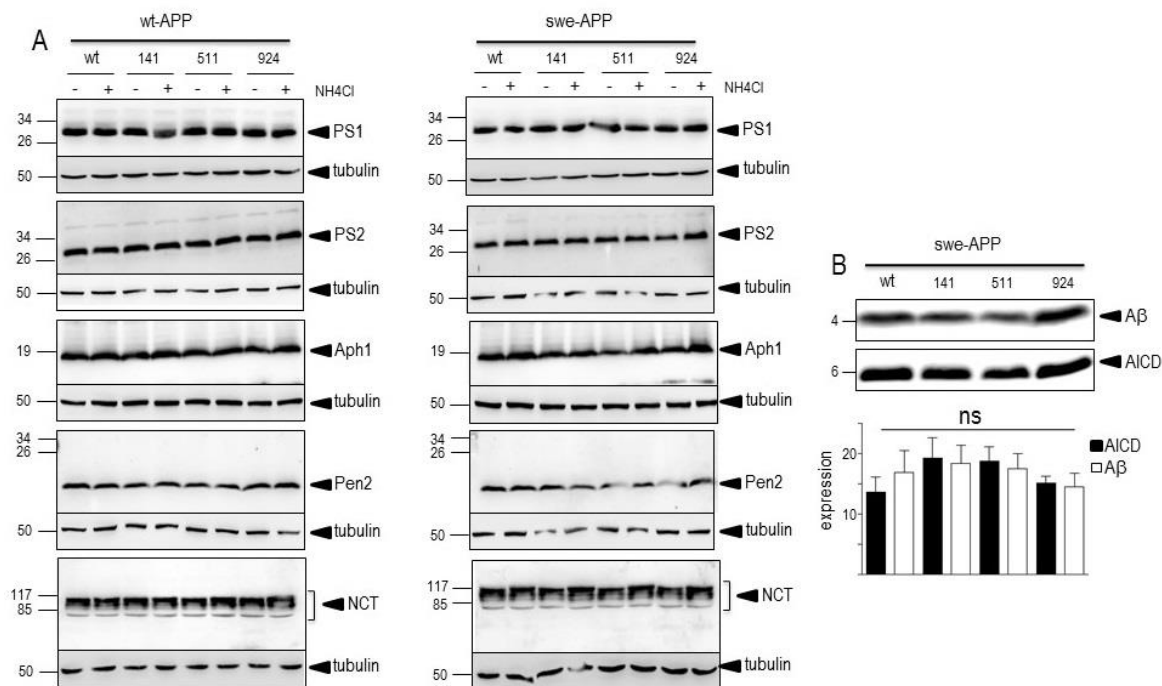 A
wt-APP
wt 141 511 924
- + - + - + - + NH4Cl
34
26
PS1
50
tubulin
34
26
PS2
50
tubulin
19
Aph1
50
tubulin
34
26
Pen2
50
tubulin
117
85
NCT
50
tubulin
swe-APP
wt 141 511 924
- + - + - + - + NH4Cl
34
26
PS1
50
tubulin
34
26
PS2
50
tubulin
19
Aph1
50
tubulin
34
26
Pen2
50
tubulin
117
85
NCT
50
tubulin
B
swe-APP
wt 141 511 924
4
Aβ
6
AICD
ns
AICD
Aβ
expression
20
10